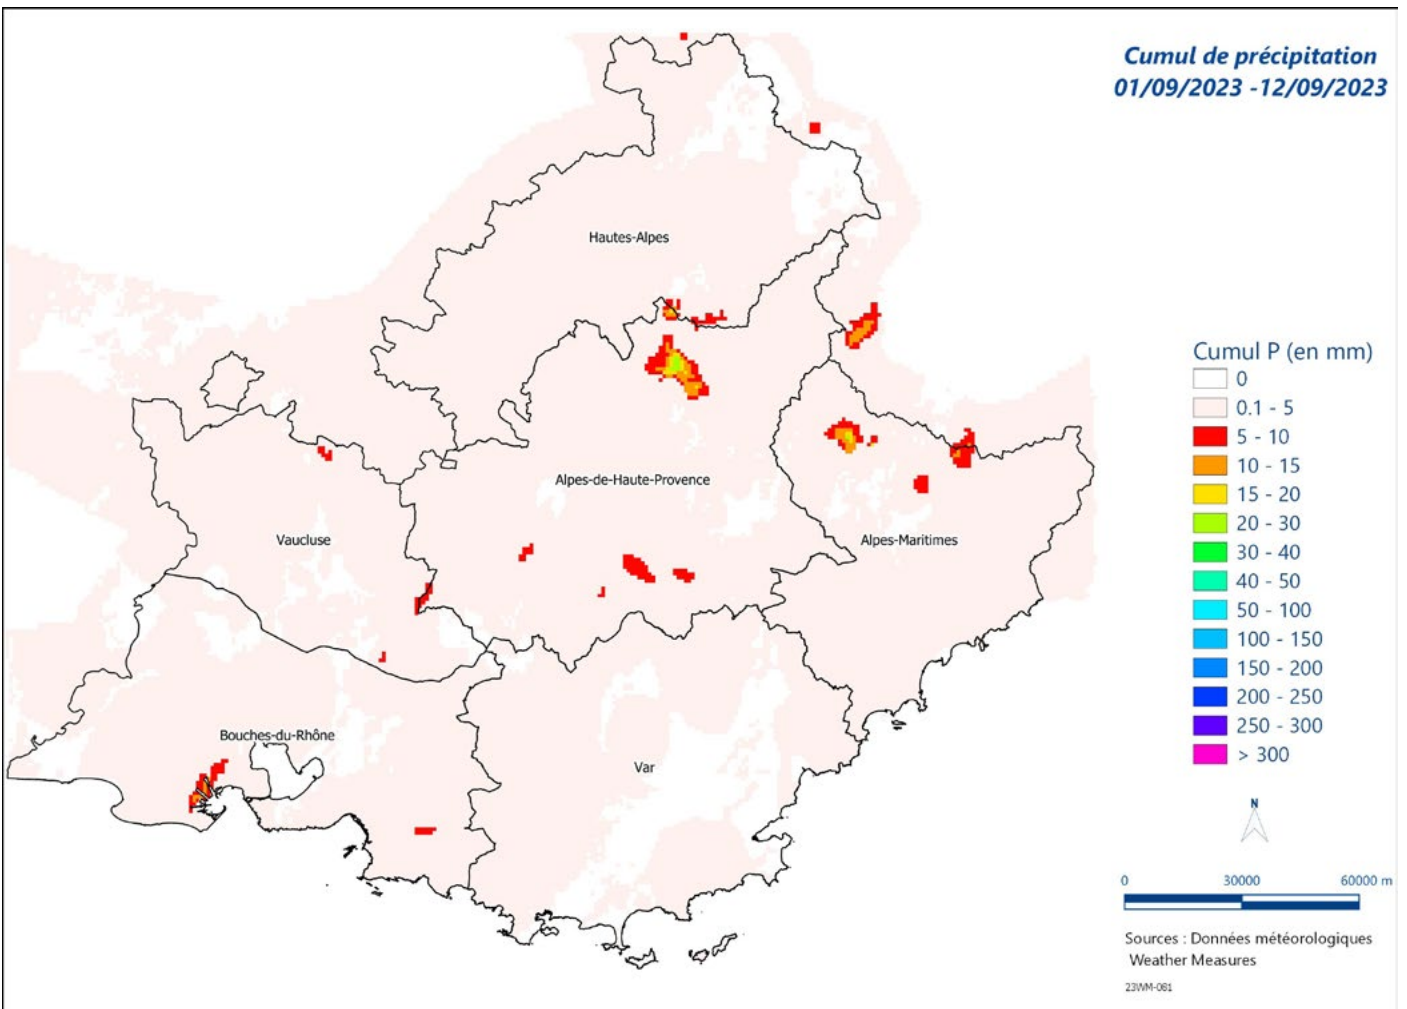 Cumul de précipitation
01/09/2023 -12/09/2023
Hautes-Alpes
Cumul P (en mm)
0
0.1 - 5
5 - 10
10 - 15
15 - 20
20 - 30
30 - 40
40 - 50
50 - 100
100 - 150
150 - 200
200 - 250
250 - 300
> 300
Alpes-de-Haute-Provence
Vaucluse
Alpes-Maritimes
Bouches-du-Rhône
Var
N
0 30000 60000 m
Sources : Données météorologiques
Weather Measures
23WM-081